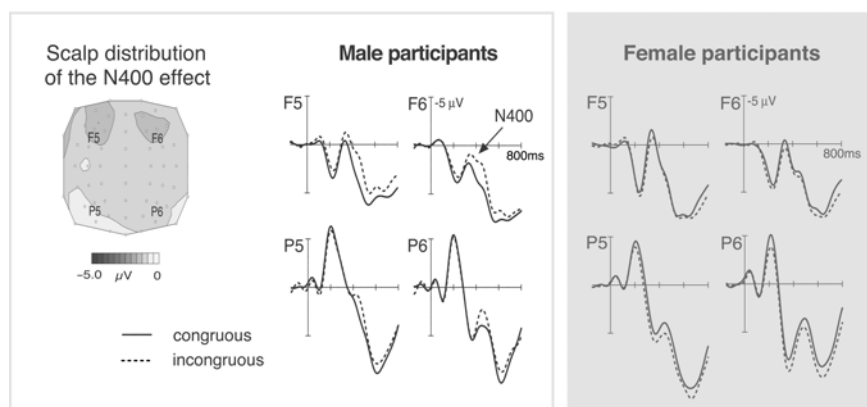 Scalp distribution
of the N400 effect
F5
F6
P5
P6
−5.0 μV 0
congruous
incongruous
Male participants
F5
F6 -5 μV
N400
800ms
P5
P6
Female participants
F5
F6 -5 μV
800ms
P5
P6